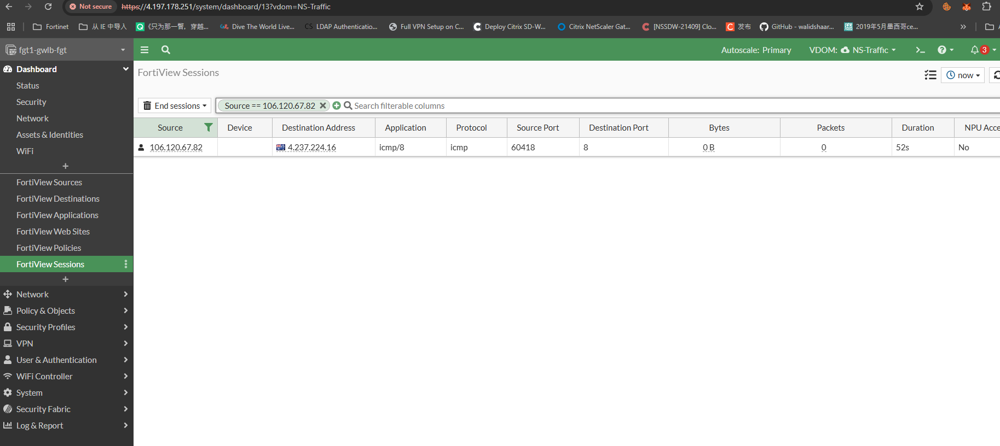 Not secure https://4.197.178.251/system/dashboard/13?vdom=NS-Traffic
Fortinet 从 IE 中导入 《只为那一瞥，穿越... Dive The World Live... CS LDAP Authenticatio... Full VPN Setup on C... Deploy Citrix SD-W... Citrix NetScaler Gat... [NSSDW-21409] Clo... C 发布 GitHub - walidshaar... 2019年5月墨西哥ce... »
fgt1-gwlb-fgt Autoscale: Primary VDOM: NS-Traffic >_ ? 3
Dashboard
Status
Security
Network
Assets & Identities
WiFi
+
FortiView Sources
FortiView Destinations
FortiView Applications
FortiView Web Sites
FortiView Policies
FortiView Sessions
+
Network
Policy & Objects
Security Profiles
VPN
User & Authentication
WiFi Controller
System
Security Fabric
Log & Report
FortiView Sessions
now
End sessions Source == 106.120.67.82 Search filterable columns
Source Device Destination Address Application Protocol Source Port Destination Port Bytes Packets Duration NPU Acce
106.120.67.82 4.237.224.16 icmp/8 icmp 60418 8 0 B 0 52s No